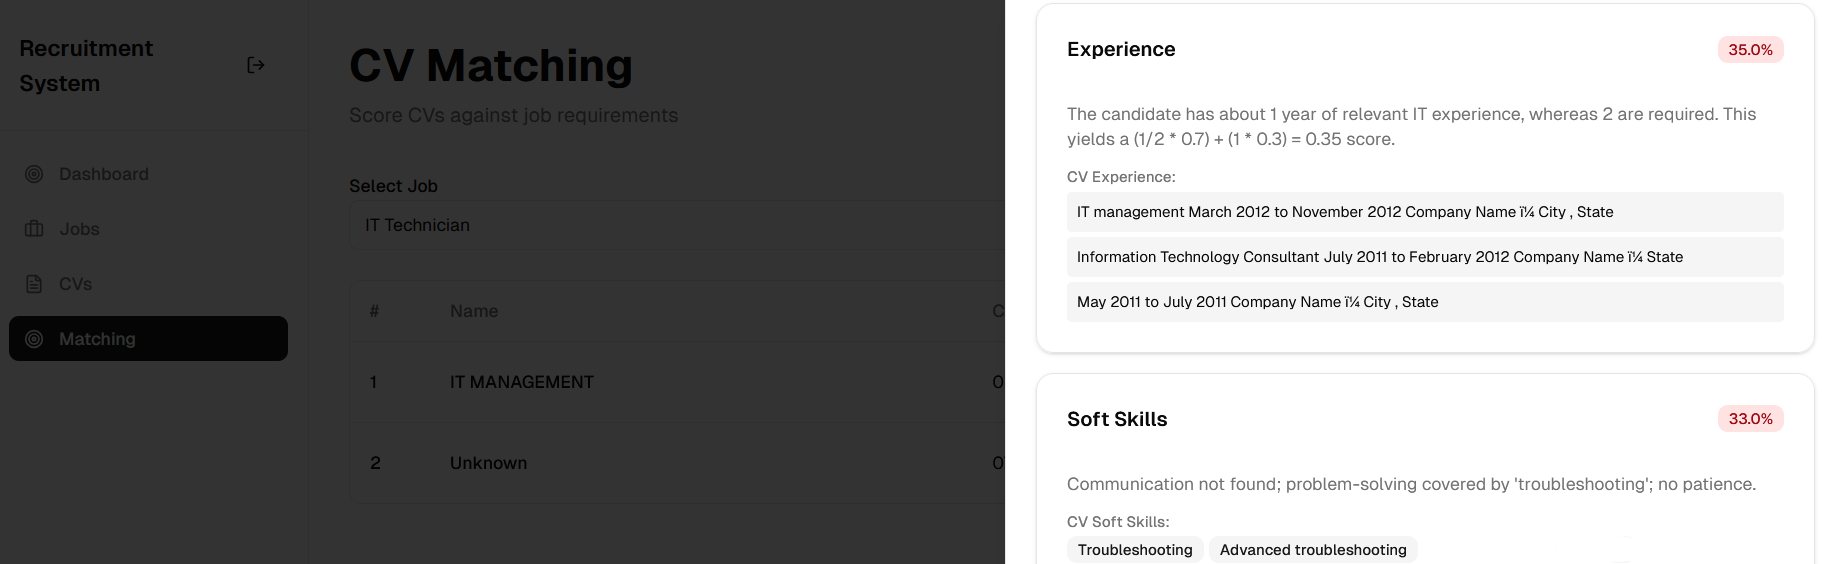 Recruitment
System
Dashboard
Jobs
CVs
Matching
CV Matching
Score CVs against job requirements
Select Job
IT Technician
# Name C
1 IT MANAGEMENT 0
2 Unknown 0
Experience
35.0%
The candidate has about 1 year of relevant IT experience, whereas 2 are required. This
yields a (1/2 * 0.7) + (1 * 0.3) = 0.35 score.
CV Experience:
IT management March 2012 to November 2012 Company Name ï¼ City , State
Information Technology Consultant July 2011 to February 2012 Company Name ï¼ State
May 2011 to July 2011 Company Name ï¼ City , State
Soft Skills
33.0%
Communication not found; problem-solving covered by 'troubleshooting'; no patience.
CV Soft Skills:
Troubleshooting
Advanced troubleshooting